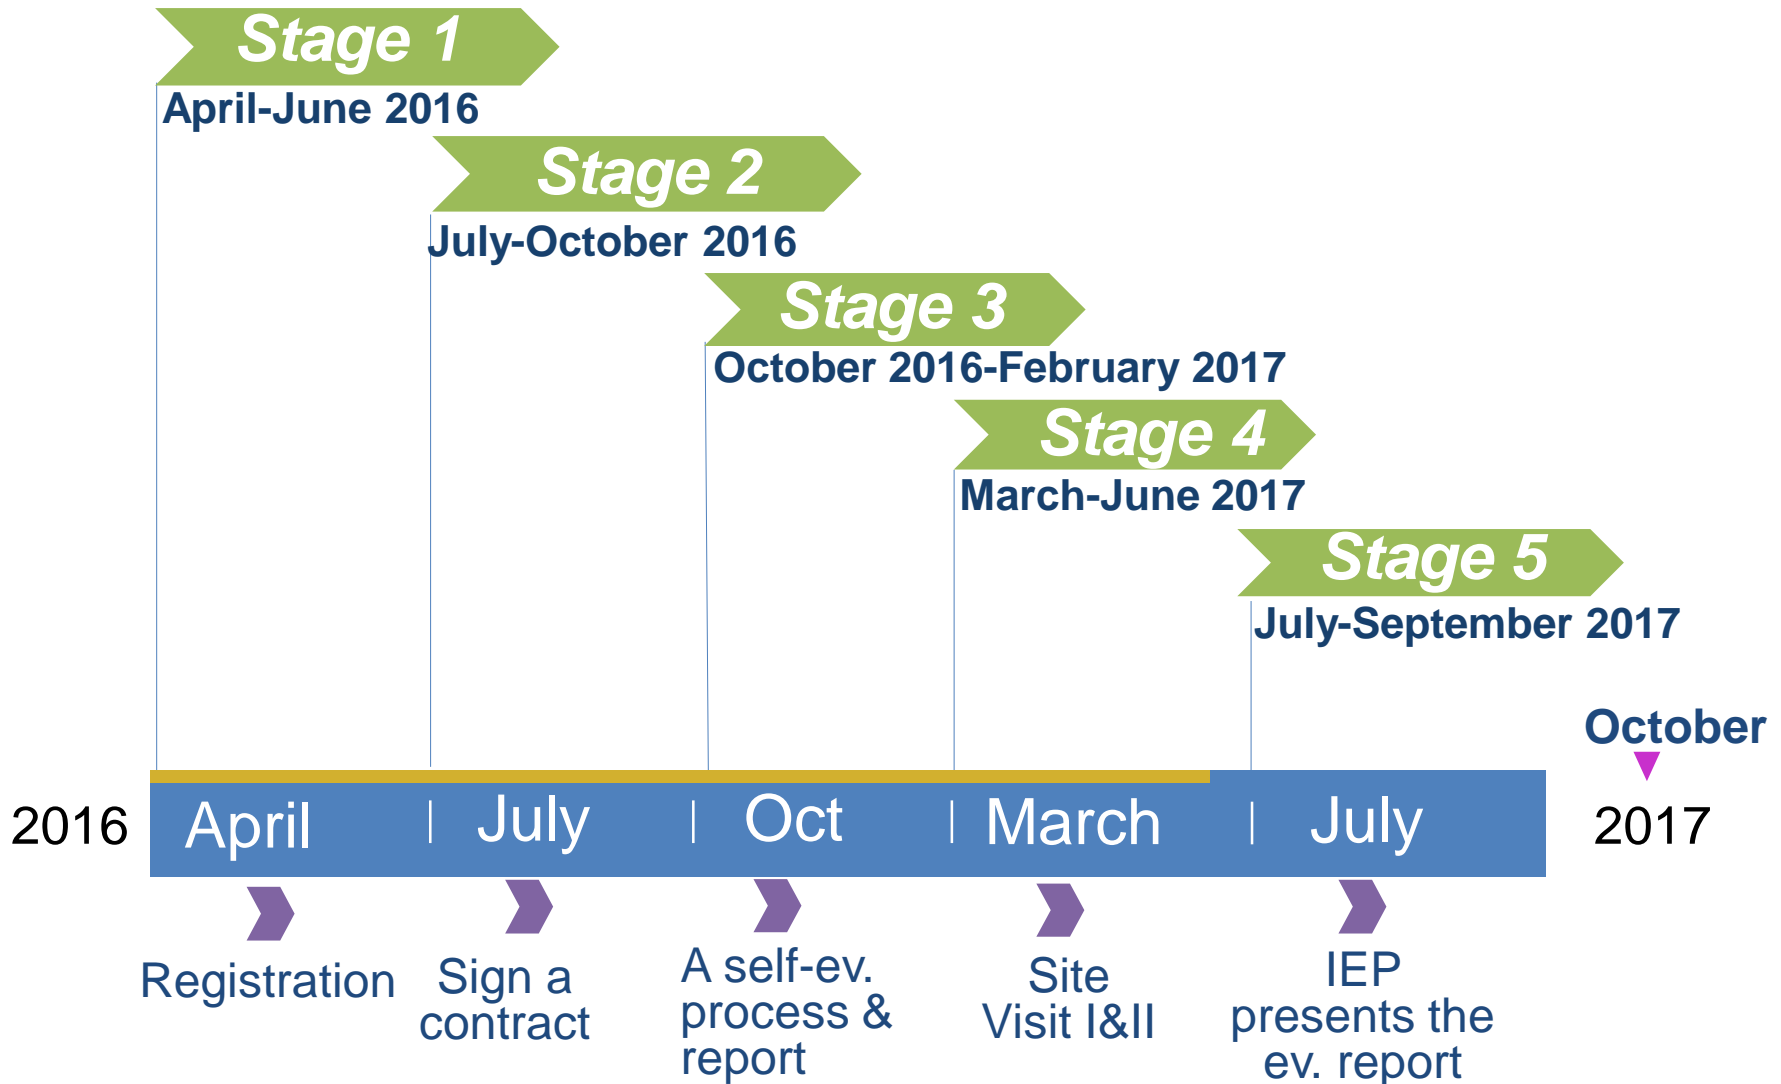 Stage 1
April-June 2016
Stage 2
July-October 2016
Stage 3
October 2016-February 2017
Stage 4
March-June 2017
Stage 5
July-September 2017
October
2016
April
July
Oct
March
July
2017
Registration
Sign a
contract
A self-ev.
process &
report
Site
Visit I&II
IEP
presents the
ev. report